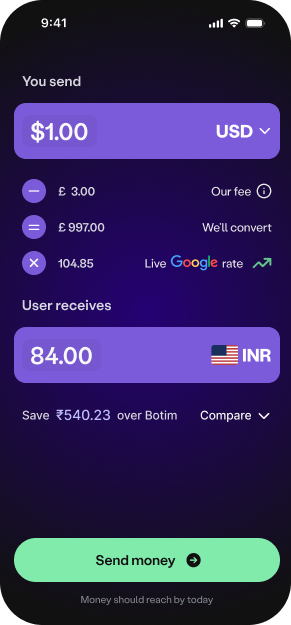 9:41
You send
$1.00 USD
£ 3.00 Our fee
£ 997.00 We'll convert
104.85 Live Google rate
User receives
84.00 INR
Save ₹540.23 over Botim Compare
Send money
Money should reach by today